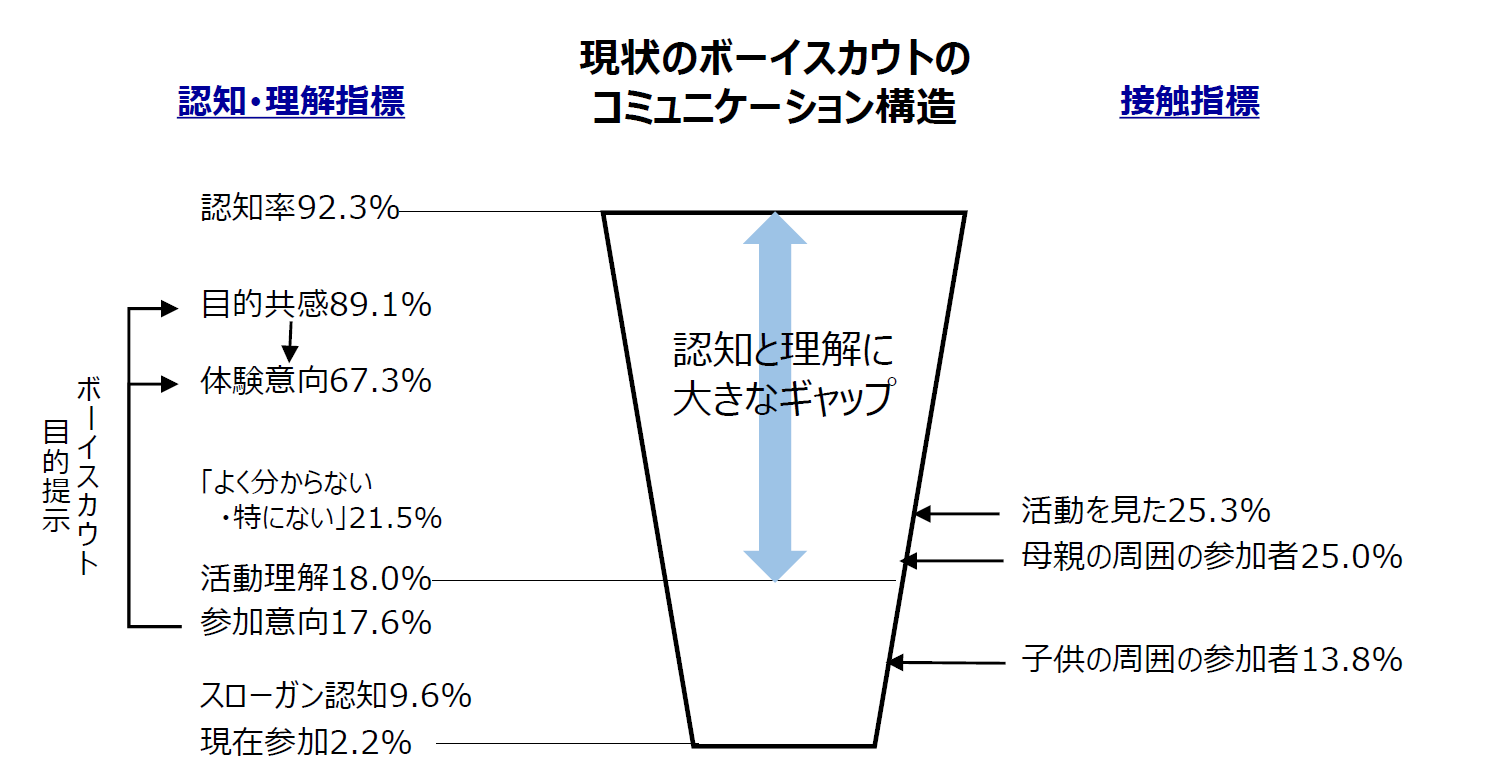 現状のボーイスカウトの
コミュニケーション構造
認知・理解指標
接触指標
認知率92.3%
目的共感89.1%
体験意向67.3%
「よく分からない
・特にない」21.5%
活動理解18.0%
参加意向17.6%
スローガン認知9.6%
現在参加2.2%
ボーイスカウト
目的提示
認知と理解に
大きなギャップ
活動を見た25.3%
母親の周囲の参加者25.0%
子供の周囲の参加者13.8%